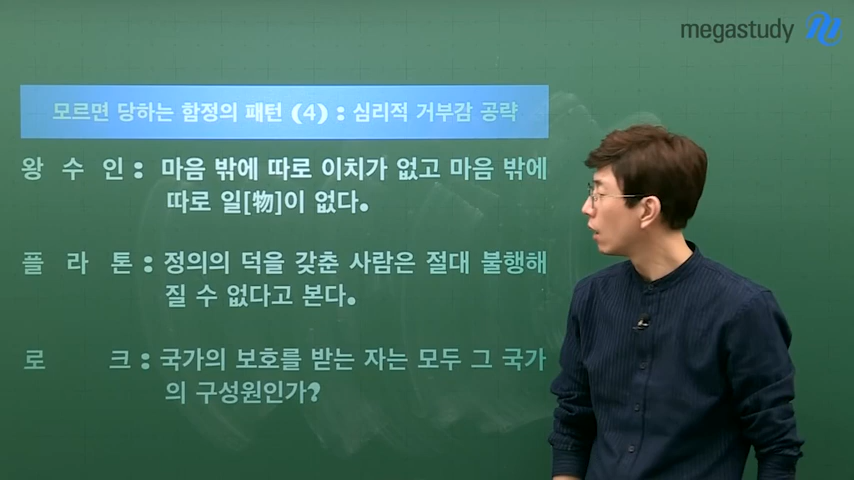 megastudy
모르면 당하는 함정의 패턴 (4) : 심리적 거부감 공략
왕 수 인 : 마음 밖에 따로 이치가 없고 마음 밖에
따로 일[物]이 없다.
플 라 톤 : 정의의 덕을 갖춘 사람은 절대 불행해
질 수 없다고 본다.
로 크 : 국가의 보호를 받는 자는 모두 그 국가
의 구성원인가?